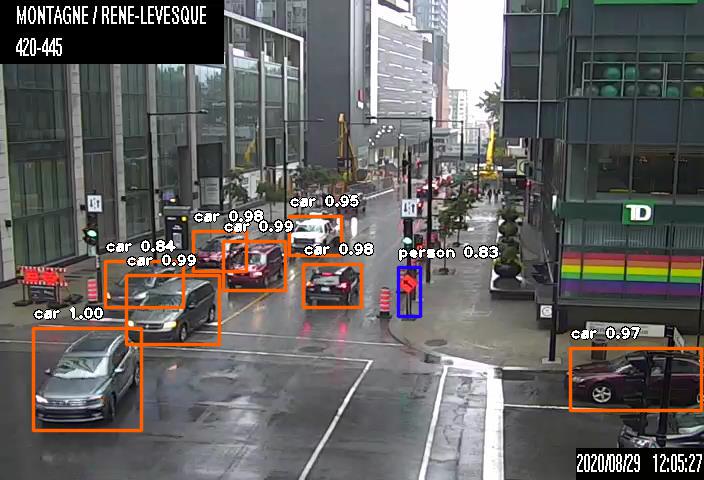 MONTAGNE / RENE-LEVESQUE
420-445
car 0.95
car 0.98
car 0.99
car 0.84
car 0.99
car 0.98
person 0.83
TD
car 1.00
car 0.97
2020/08/29 12:05:27